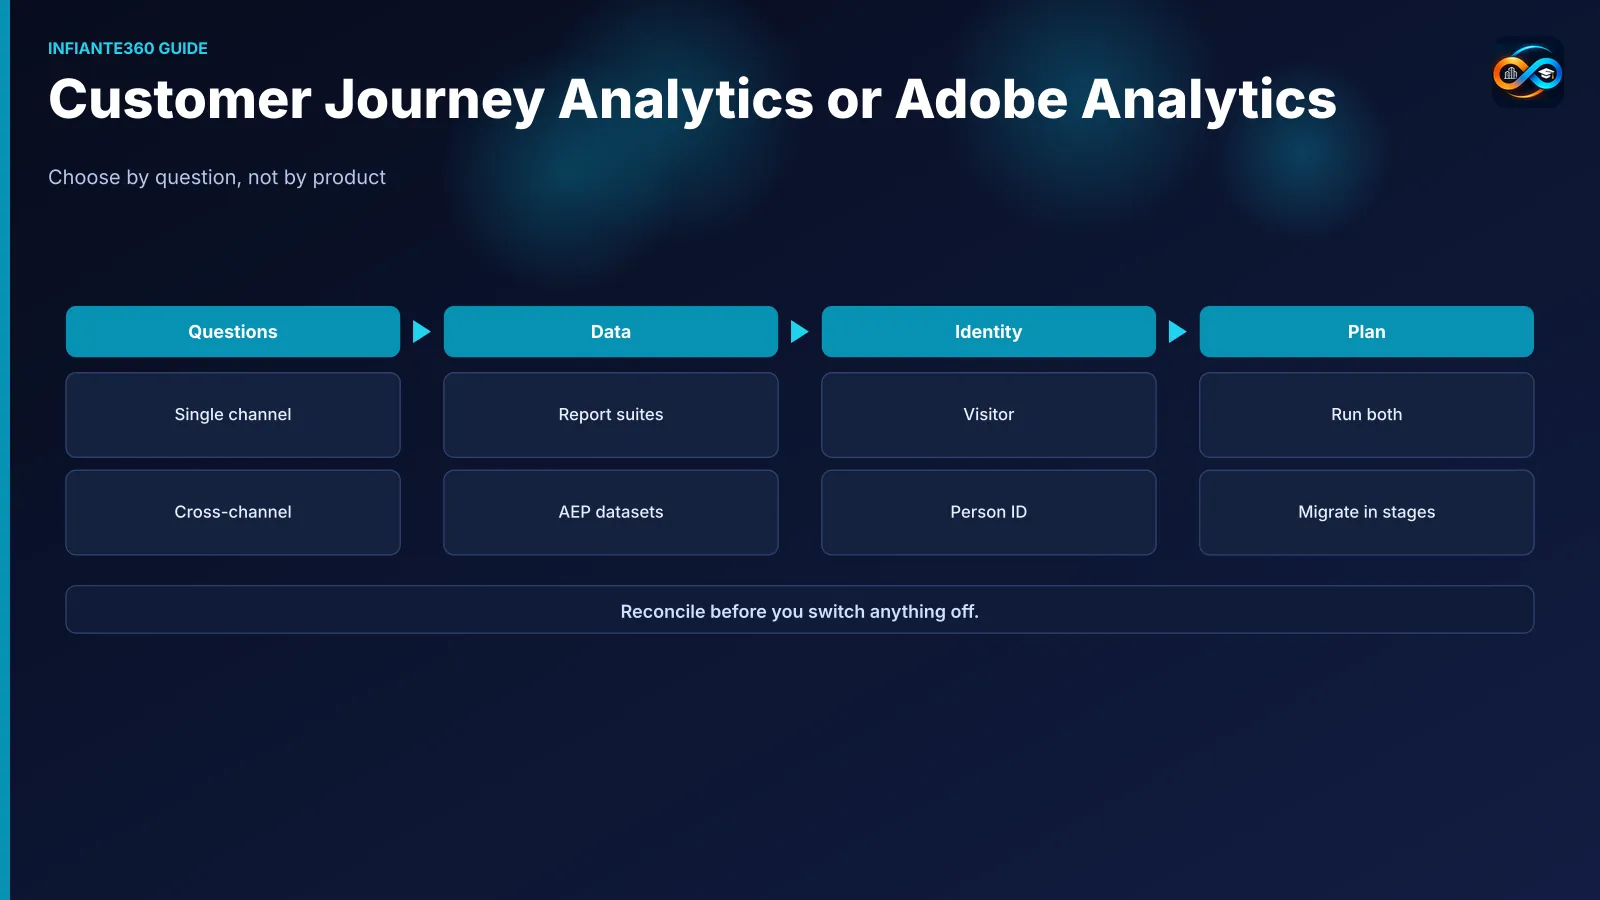 INFIANTE360 GUIDE
Customer Journey Analytics or Adobe Analytics
Choose by question, not by product
Questions
Data
Identity
Plan
Single channel
Report suites
Visitor
Run both
Cross-channel
AEP datasets
Person ID
Migrate in stages
Reconcile before you switch anything off.